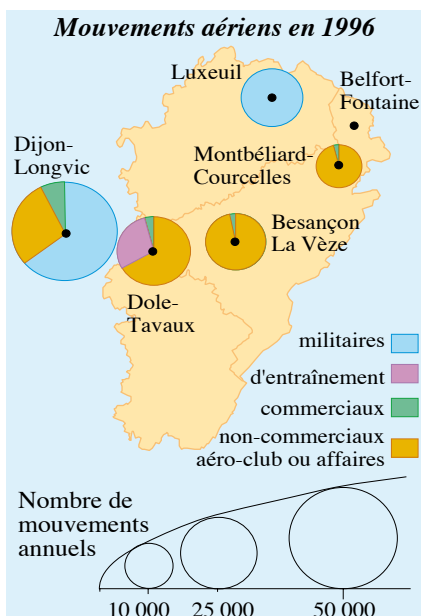 Mouvements aériens en 1996
Luxeuil
Belfort-
Fontaine
Dijon-
Longvic
Montbéliard-
Courcelles
Besançon
La Vèze
Dole-
Tavaux
militaires
d'entraînement
commerciaux
non-commerciaux
aéro-club ou affaires
Nombre de
mouvements
annuels
10 000 25 000 50 000